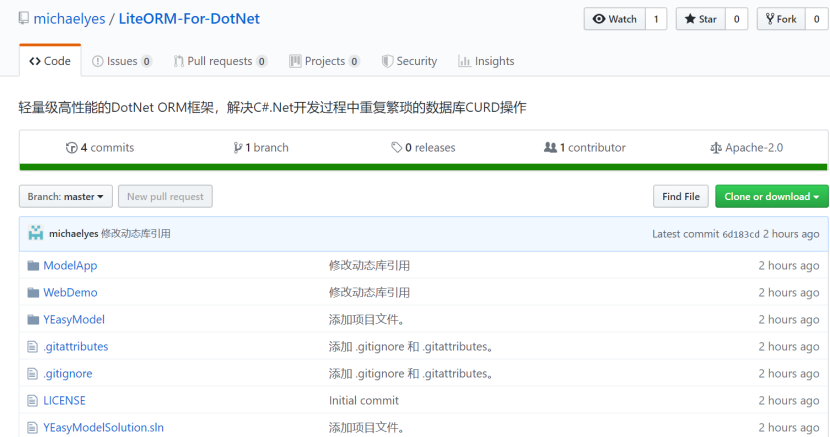 michaelyes / LiteORM-For-DotNet Watch 1 Star 0 Fork 0
Code Issues 0 Pull requests 0 Projects 0 Security Insights
轻量级高性能的DotNet ORM框架，解决C#.Net开发过程中重复繁琐的数据库CURD操作
4 commits 1 branch 0 releases 1 contributor Apache-2.0
Branch: master New pull request Find File Clone or download
michaelyes 修改动态库引用 Latest commit 6d183cd 2 hours ago
ModelApp 修改动态库引用 2 hours ago
WebDemo 修改动态库引用 2 hours ago
YEasyModel 添加项目文件。 2 hours ago
.gitattributes 添加 .gitignore 和 .gitattributes。 2 hours ago
.gitignore 添加 .gitignore 和 .gitattributes。 2 hours ago
LICENSE Initial commit 2 hours ago
YEasyModelSolution.sln 添加项目文件。 2 hours ago